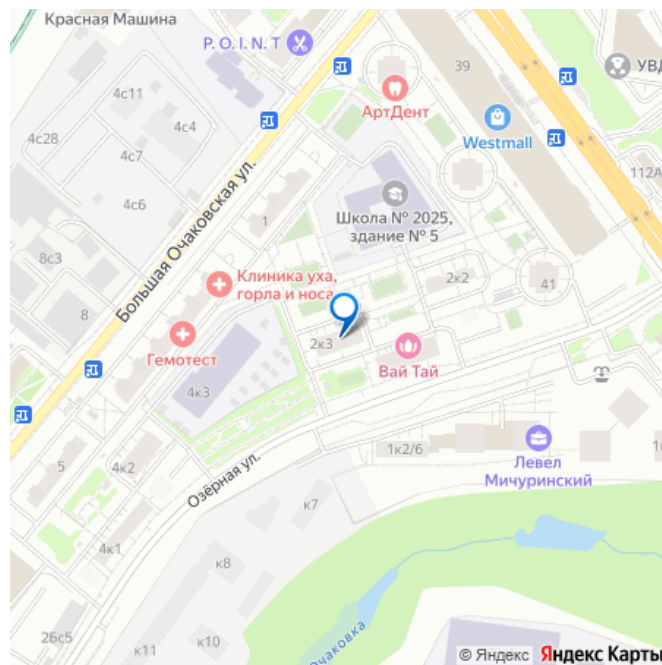 Красная Машина
P.O.I.N.T
39
УВД
4с11
АртДент
4с28
4с4
Westmall
4с7
112А
4с6
Школа № 2025,
здание № 5
1
Большая Очаковская ул.
8с3
Клиника уха,
горла и носа
2к2
41
8
2к3
Гемотест
Вай Тай
4к3
1к2/6
5
4к2
Левел
Мичуринский
Озёрная ул.
к7
4к1
к8
2Бс5
к10
к11
Очаковка
© Яндекс Яндекс Карты